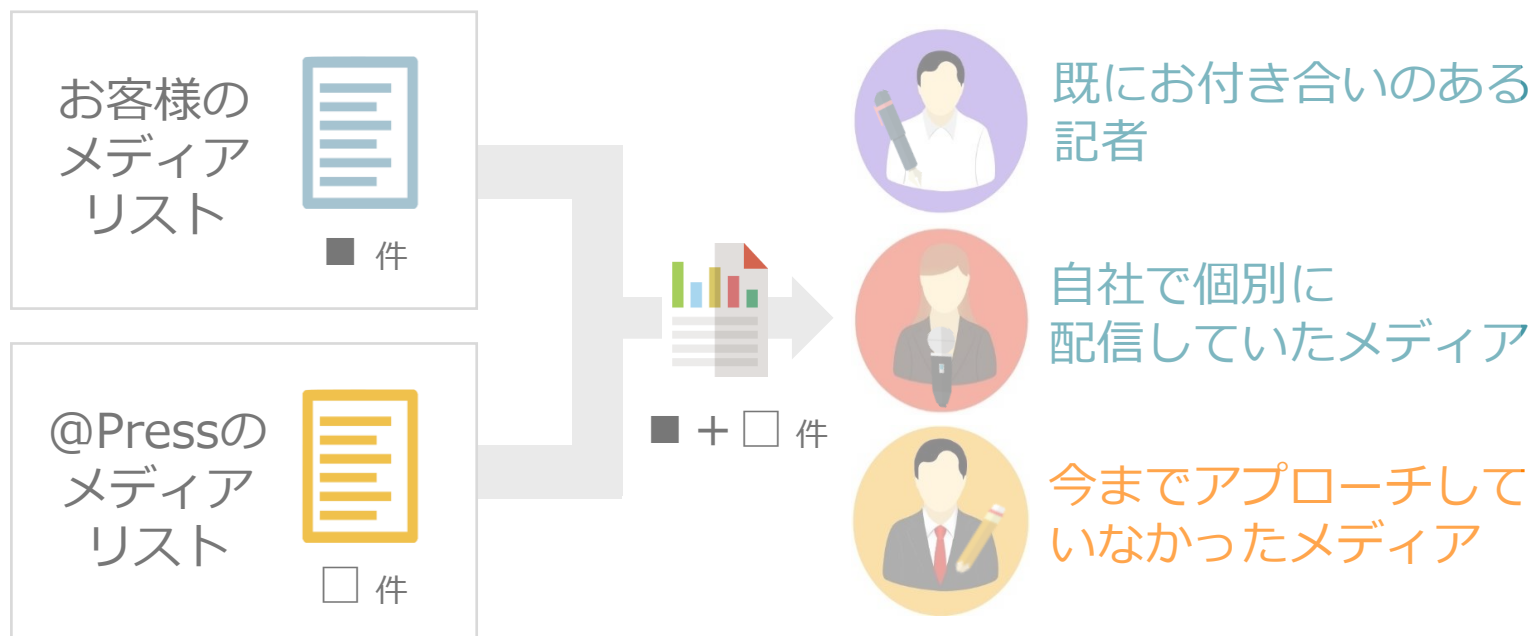 お客様の
メディア
リスト
■ 件
@Pressの
メディア
リスト
□ 件
■＋□ 件
既にお付き合いのある
記者
自社で個別に
配信していたメディア
今までアプローチして
いなかったメディア